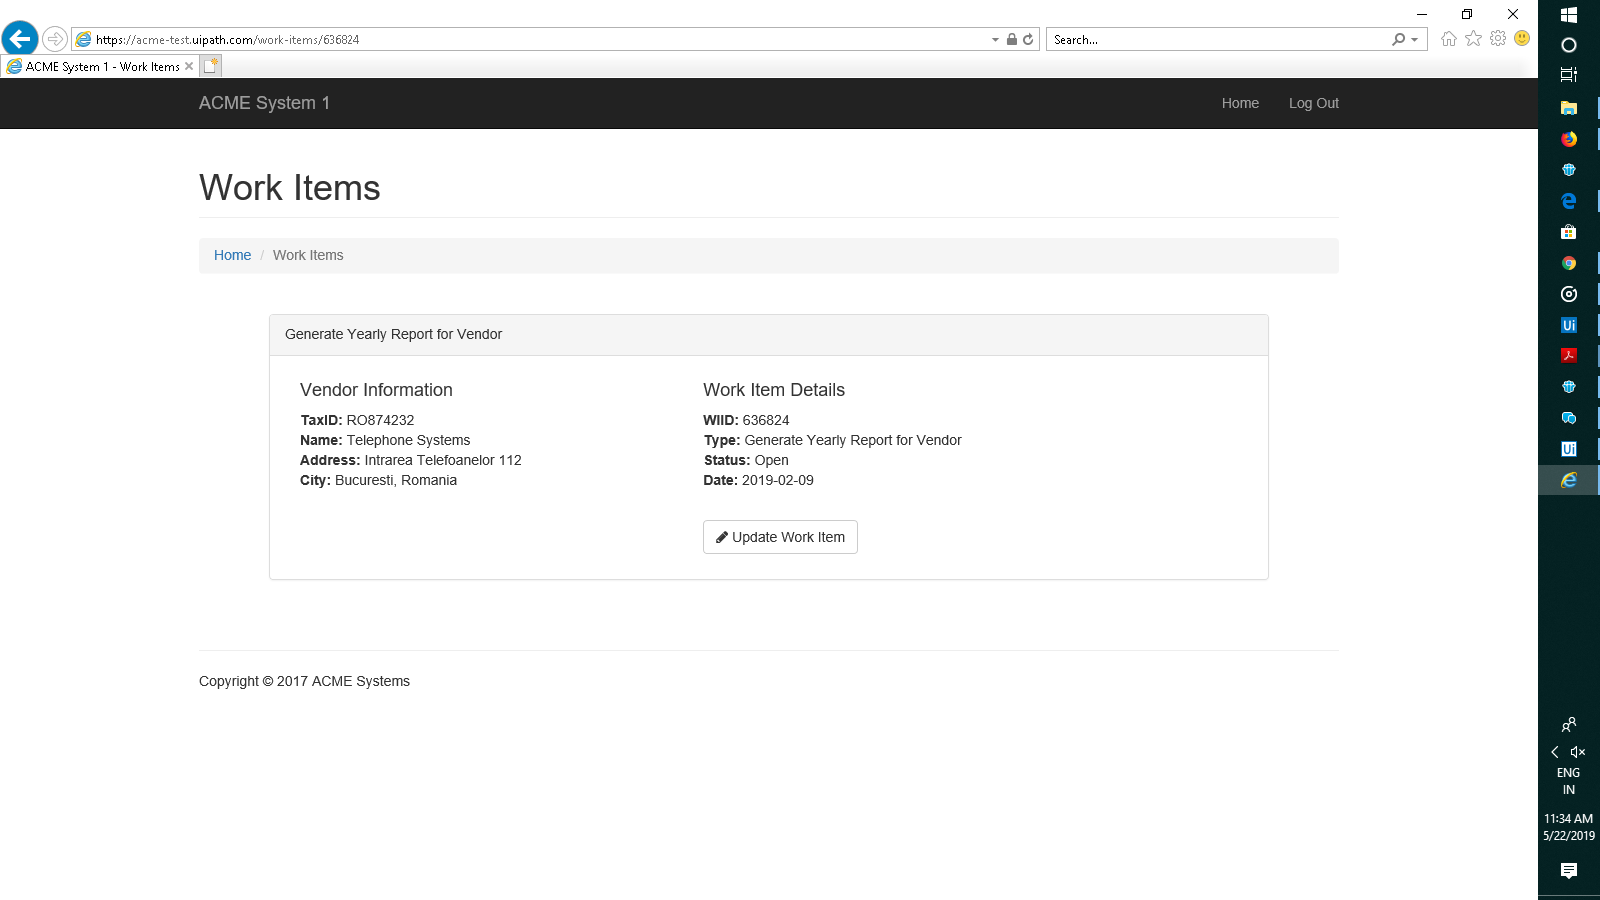 https://acme-test.uipath.com/work-items/636824
Search...
ACME System 1 - Work Items
ACME System 1
Home
Log Out
Work Items
Home / Work Items
Generate Yearly Report for Vendor
Vendor Information
TaxID: RO874232
Name: Telephone Systems
Address: Intrarea Telefoanelor 112
City: Bucuresti, Romania
Work Item Details
WIID: 636824
Type: Generate Yearly Report for Vendor
Status: Open
Date: 2019-02-09
Update Work Item
Copyright © 2017 ACME Systems
Ui
Ui
ENG
IN
11:34 AM
5/22/2019